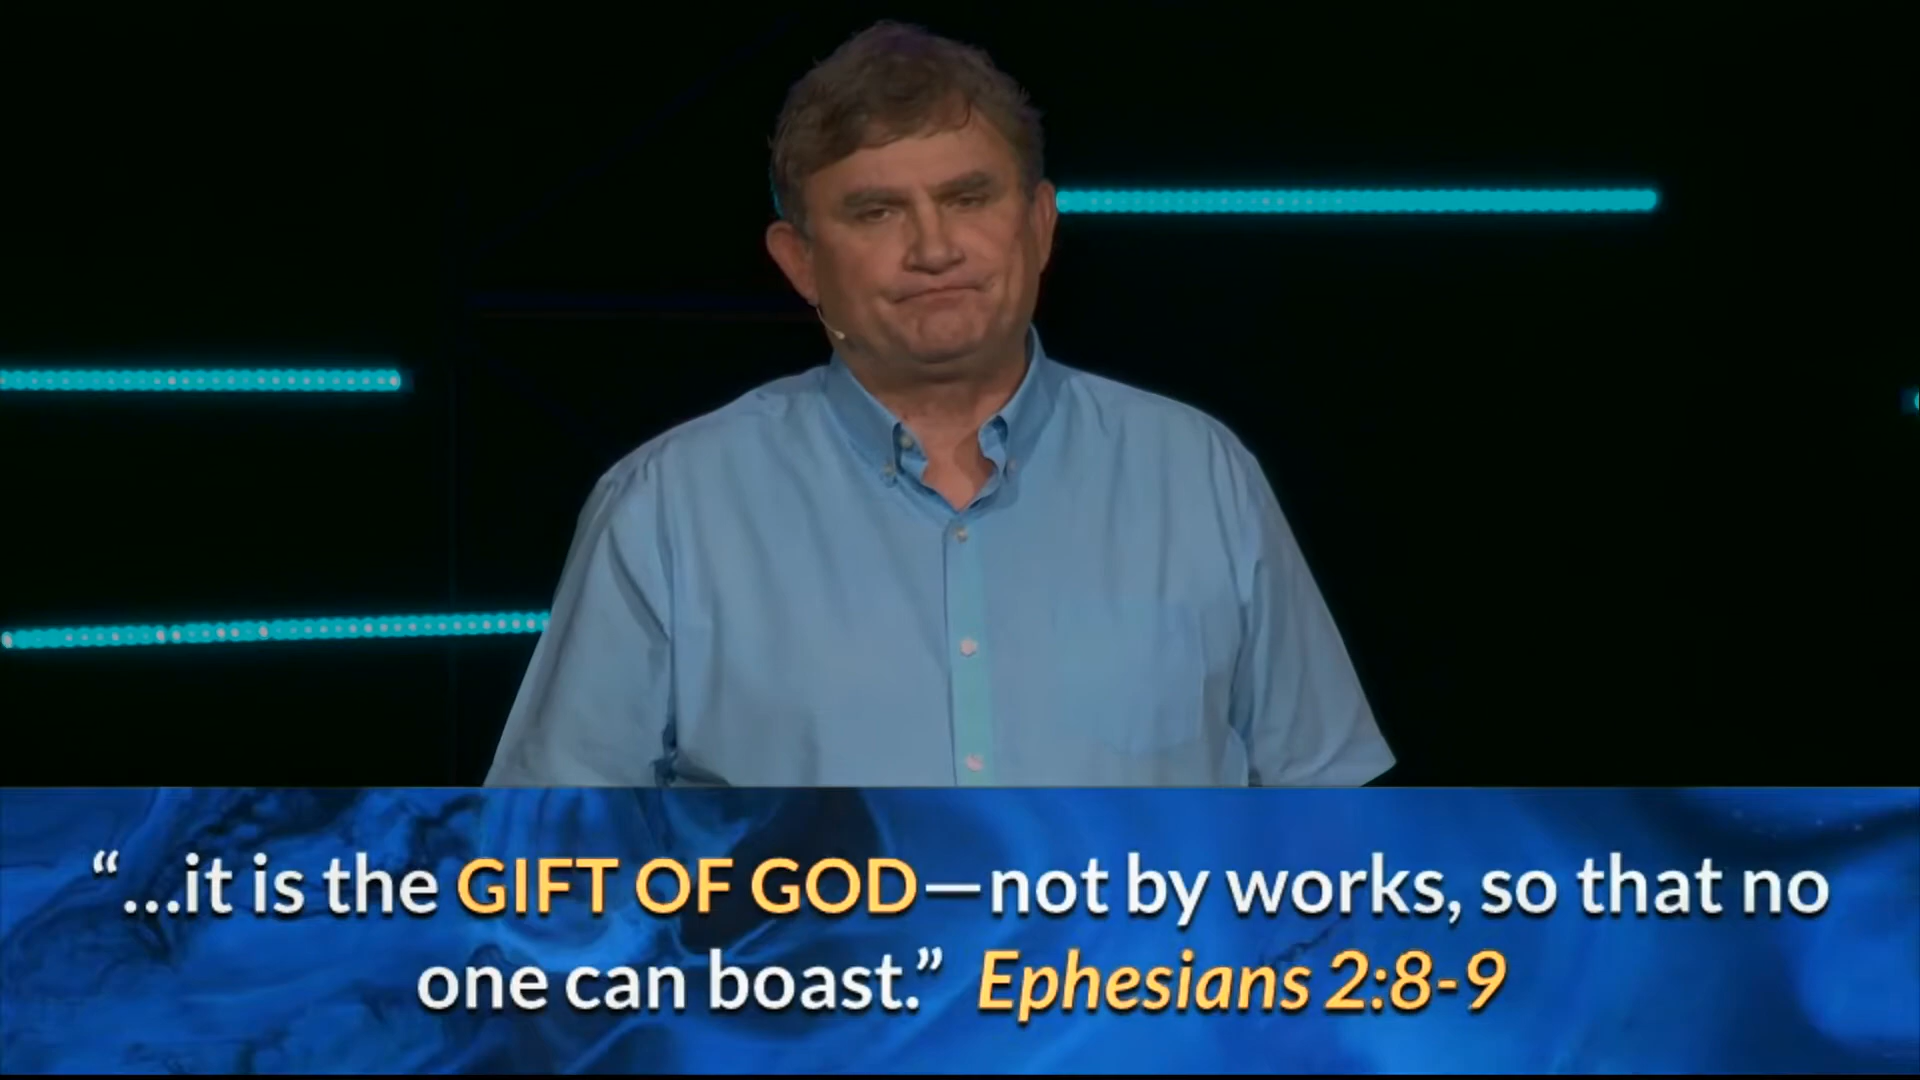 “...it is the GIFT OF GOD—not by works, so that no
one can boast.” Ephesians 2:8-9